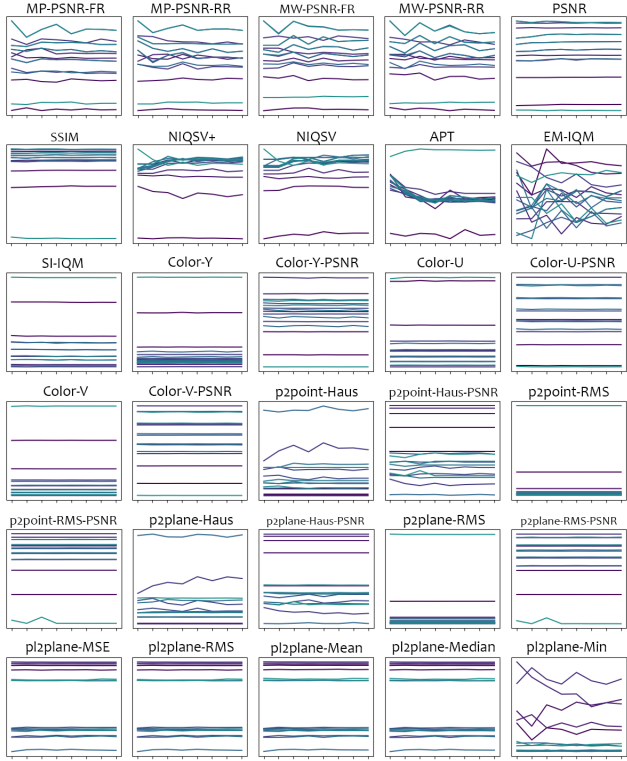 MP-PSNR-FR MP-PSNR-RR MW-PSNR-FR MW-PSNR-RR PSNR
SSIM NIQSV+ NIQSV APT EM-IQM
SI-IQM Color-Y Color-Y-PSNR Color-U Color-U-PSNR
Color-V Color-V-PSNR p2point-Haus p2point-Haus-PSNR p2point-RMS
p2point-RMS-PSNR p2plane-Haus p2plane-Haus-PSNR p2plane-RMS p2plane-RMS-PSNR
pl2plane-MSE pl2plane-RMS pl2plane-Mean pl2plane-Median pl2plane-Min